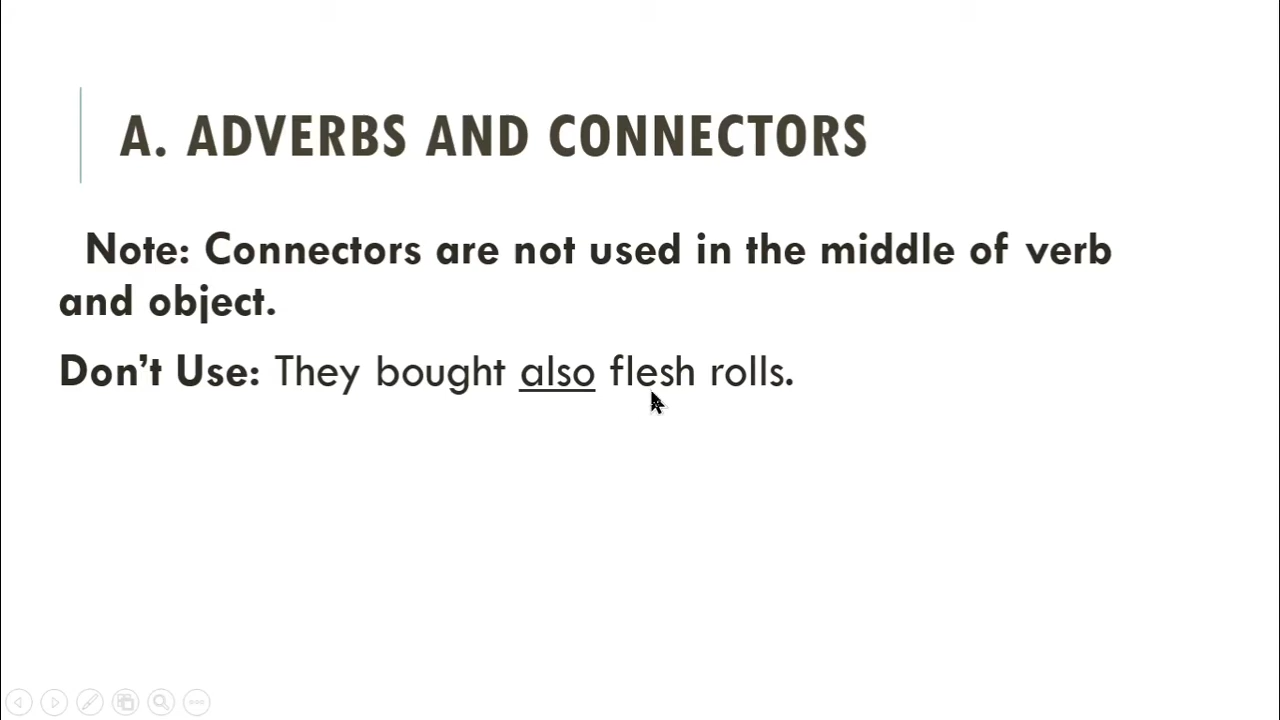 A. ADVERBS AND CONNECTORS
Note: Connectors are not used in the middle of verb
and object.
Don’t Use: They bought also flesh rolls.